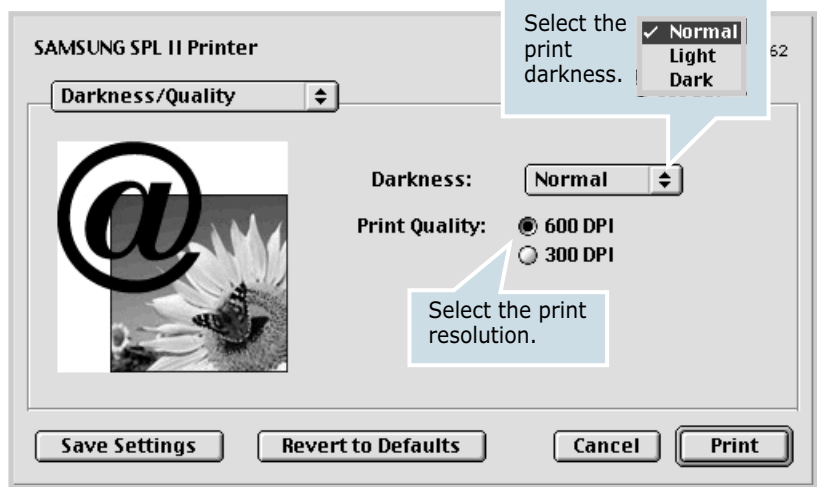 SAMSUNG SPL II Printer
62
Select the
print
darkness.
✓ Normal
Light
Dark
Darkness/Quality
@
Darkness: Normal
Print Quality: 600 DPI
300 DPI
Select the print
resolution.
Save Settings
Revert to Defaults
Cancel
Print